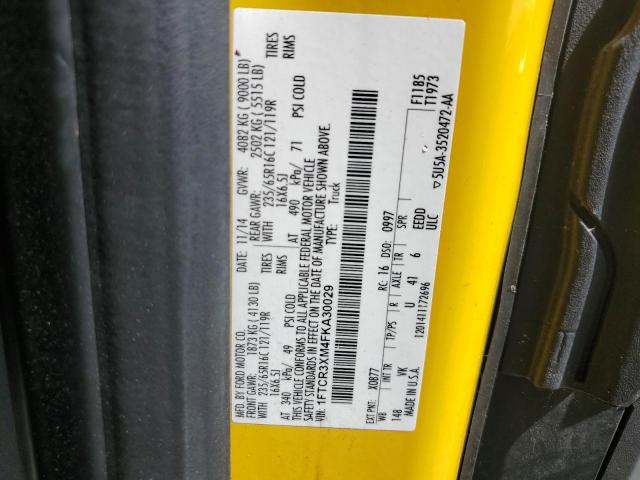 MFD. BY FORD MOTOR CO. DATE: 11/14 GVWR: 4082 KG ( 9000 LB)
FRONT GAWR: 1873 KG ( 4130 LB) REAR GAWR: 2502 KG ( 5515 LB)
WITH 235/65R16C 121/119R TIRES WITH 235/65R16C 121/119R TIRES
16X6.5J RIMS 16X6.5J RIMS
AT 340 kPa/ 49 PSI COLD AT 490 kPa/ 71 PSI COLD
THIS VEHICLE CONFORMS TO ALL APPLICABLE FEDERAL MOTOR VEHICLE
SAFETY STANDARDS IN EFFECT ON THE DATE OF MANUFACTURE SHOWN ABOVE.
VIN: 1FTCR3XM4FKA30029 TYPE: Truck
F1185
T1973
EXT PNT: X0877 RC: 16 DSO: 0997
WB INT TR TP/PS R AXLE TR SPR
148 VK U 41 6 EEDD
MADE IN U.S.A. 1201411172696 ULC
▽5U5A-3520472-AA